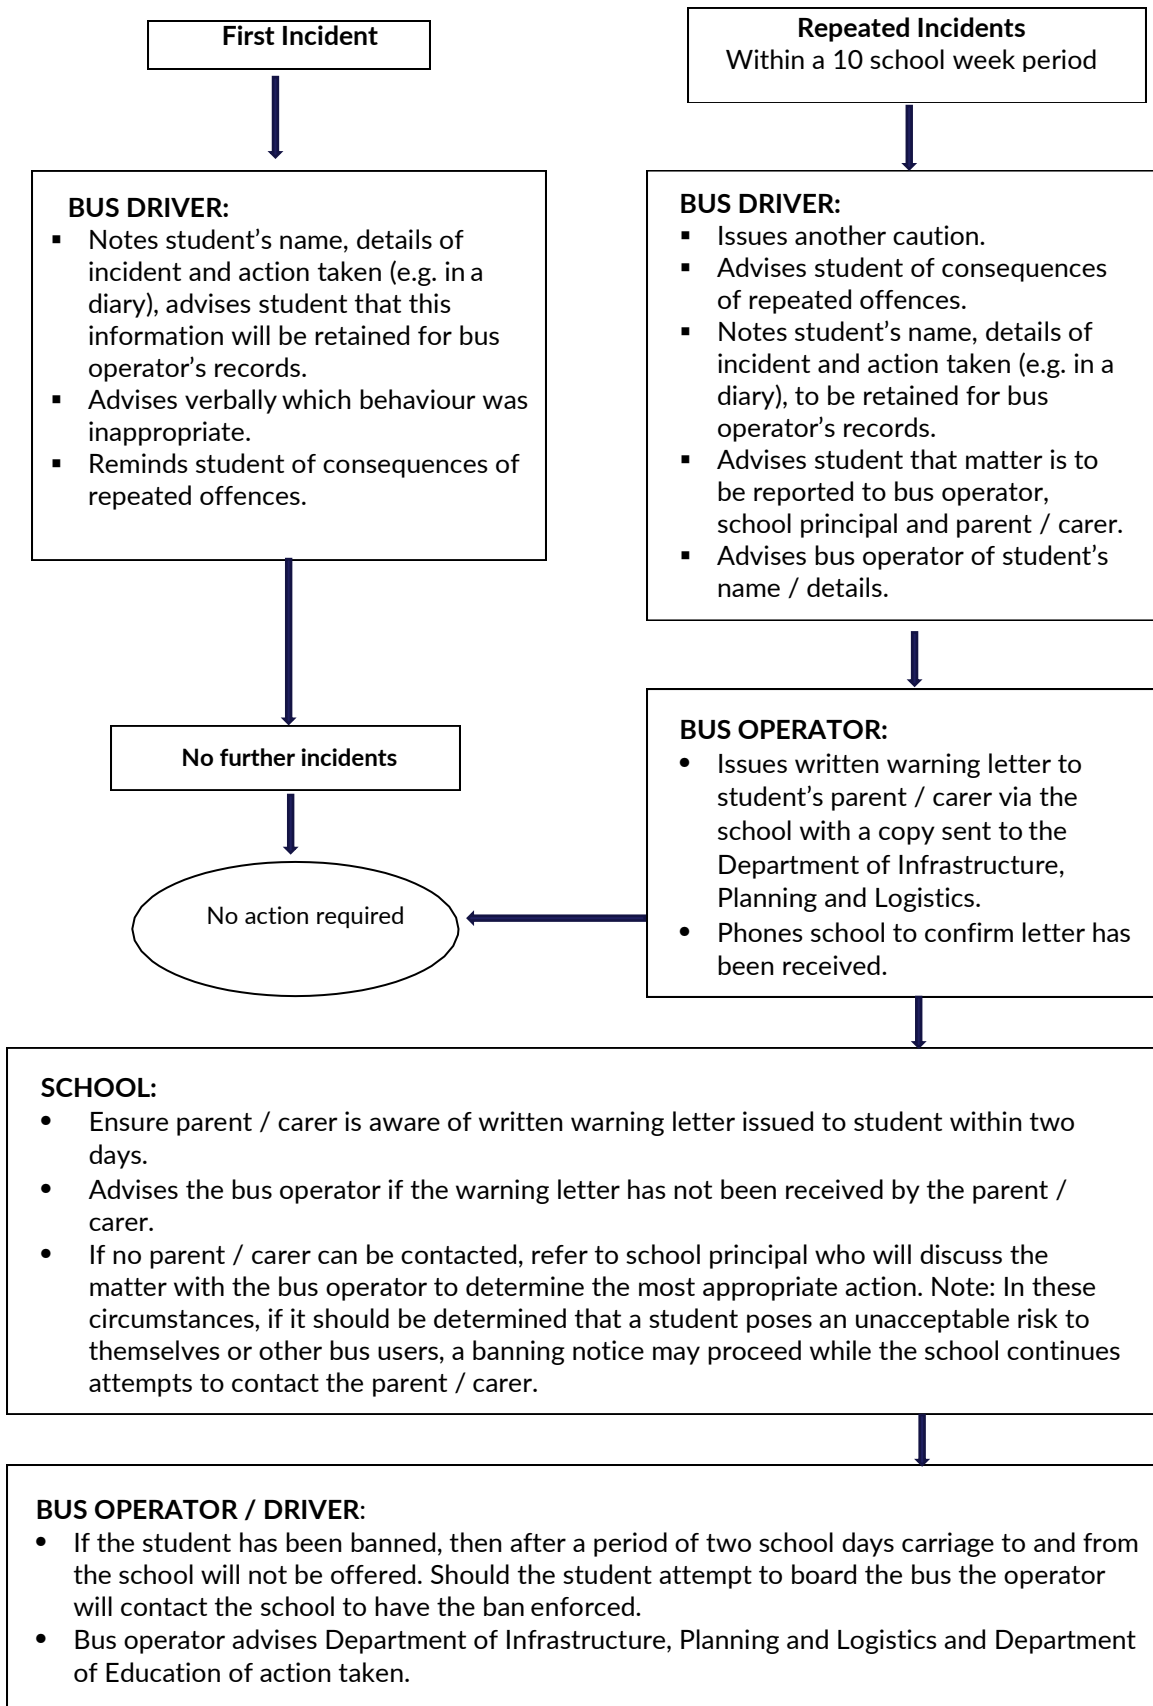 First Incident
BUS DRIVER:
▪ Notes student’s name, details of
incident and action taken (e.g. in a
diary), advises student that this
information will be retained for bus
operator’s records.
▪ Advises verbally which behaviour was
inappropriate.
▪ Reminds student of consequences of
repeated offences.
No further incidents
No action required
Repeated Incidents
Within a 10 school week period
BUS DRIVER:
▪ Issues another caution.
▪ Advises student of consequences
of repeated offences.
▪ Notes student’s name, details of
incident and action taken (e.g. in a
diary), to be retained for bus
operator’s records.
▪ Advises student that matter is to
be reported to bus operator,
school principal and parent / carer.
▪ Advises bus operator of student’s
name / details.
BUS OPERATOR:
• Issues written warning letter to
student’s parent / carer via the
school with a copy sent to the
Department of Infrastructure,
Planning and Logistics.
• Phones school to confirm letter has
been received.
SCHOOL:
• Ensure parent / carer is aware of written warning letter issued to student within two
days.
• Advises the bus operator if the warning letter has not been received by the parent /
carer.
• If no parent / carer can be contacted, refer to school principal who will discuss the
matter with the bus operator to determine the most appropriate action. Note: In these
circumstances, if it should be determined that a student poses an unacceptable risk to
themselves or other bus users, a banning notice may proceed while the school continues
attempts to contact the parent / carer.
BUS OPERATOR / DRIVER:
• If the student has been banned, then after a period of two school days carriage to and from
the school will not be offered. Should the student attempt to board the bus the operator
will contact the school to have the ban enforced.
• Bus operator advises Department of Infrastructure, Planning and Logistics and Department
of Education of action taken.